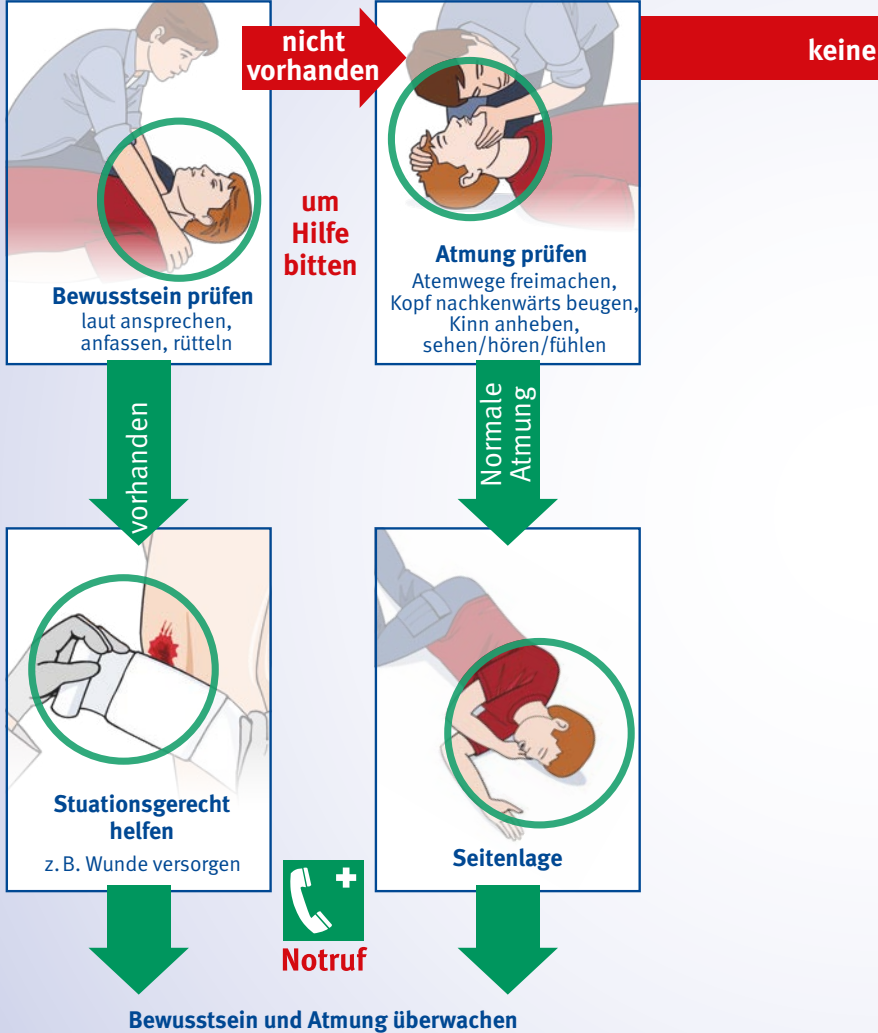 nicht
vorhanden
keine
um
Hilfe
bitten
Bewusstsein prüfen
laut ansprechen,
anfassen, rütteln
Atmung prüfen
Atemwege freimachen,
Kopf nachkenwärts beugen,
Kinn anheben,
sehen/hören/fühlen
vorhanden
Normale
Atmung
Stuationsgerecht
helfen
z. B. Wunde versorgen
Seitenlage
Notruf
Bewusstsein und Atmung überwachen